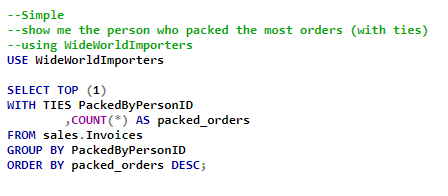 --Simple
--show me the person who packed the most orders (with ties)
--using WideWorldImporters
USE WideWorldImporters
SELECT TOP (1)
WITH TIES PackedByPersonID
,COUNT(*) AS packed_orders
FROM sales.Invoices
GROUP BY PackedByPersonID
ORDER BY packed_orders DESC;